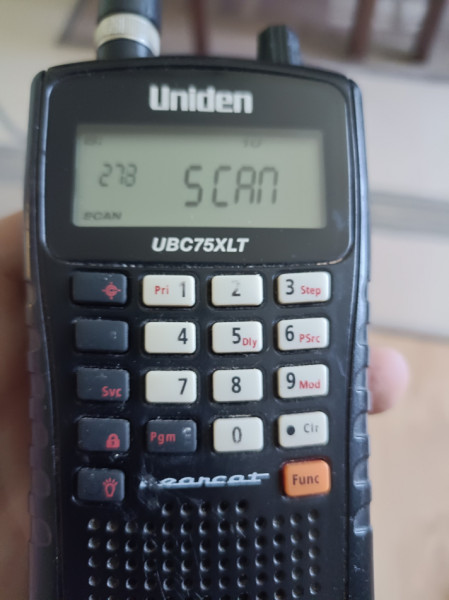 Uniden
278 SCAN
SCAN
UBC75XLT
Pri 1 2 3 Step
4 5 Dly 6 PSrc
Svc 7 8 9 Mod
Pgm 0 • Clr
Func